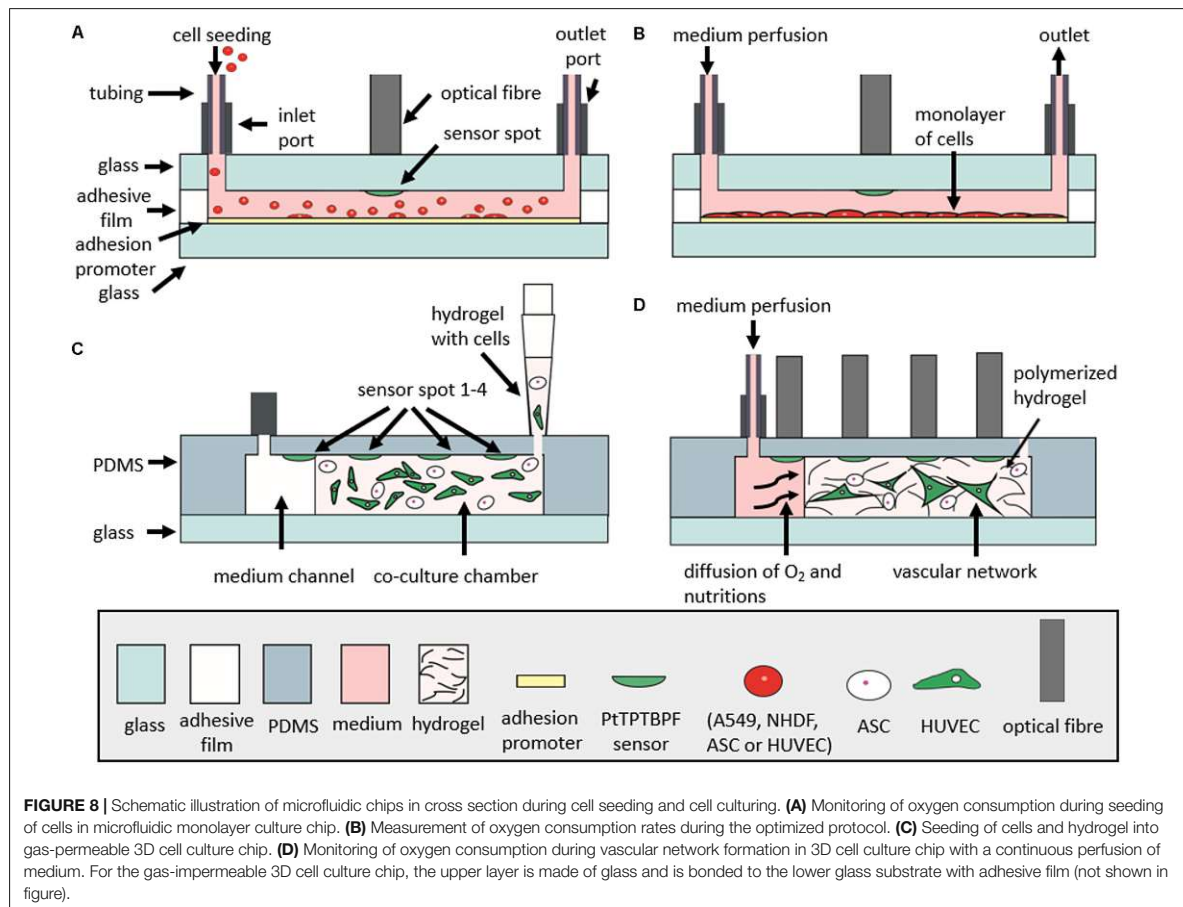 A
cell seeding
outlet
port
tubing
inlet
port
optical fibre
sensor spot
glass
adhesive
film
adhesion
promoter
glass
B
medium perfusion
outlet
monolayer
of cells
C
hydrogel
with cells
sensor spot 1-4
PDMS
glass
medium channel
co-culture chamber
D
medium perfusion
polymerized
hydrogel
diffusion of O₂ and
nutritions
vascular network
glass
adhesive
film
PDMS
medium
hydrogel
adhesion
promoter
PtTPTBPF
sensor
(A549, NHDF,
ASC or HUVEC)
ASC
HUVEC
optical fibre
FIGURE 8 | Schematic illustration of microfluidic chips in cross section during cell seeding and cell culturing. (A) Monitoring of oxygen consumption during seeding
of cells in microfluidic monolayer culture chip. (B) Measurement of oxygen consumption rates during the optimized protocol. (C) Seeding of cells and hydrogel into
gas-permeable 3D cell culture chip. (D) Monitoring of oxygen consumption during vascular network formation in 3D cell culture chip with a continuous perfusion of
medium. For the gas-impermeable 3D cell culture chip, the upper layer is made of glass and is bonded to the lower glass substrate with adhesive film (not shown in
figure).